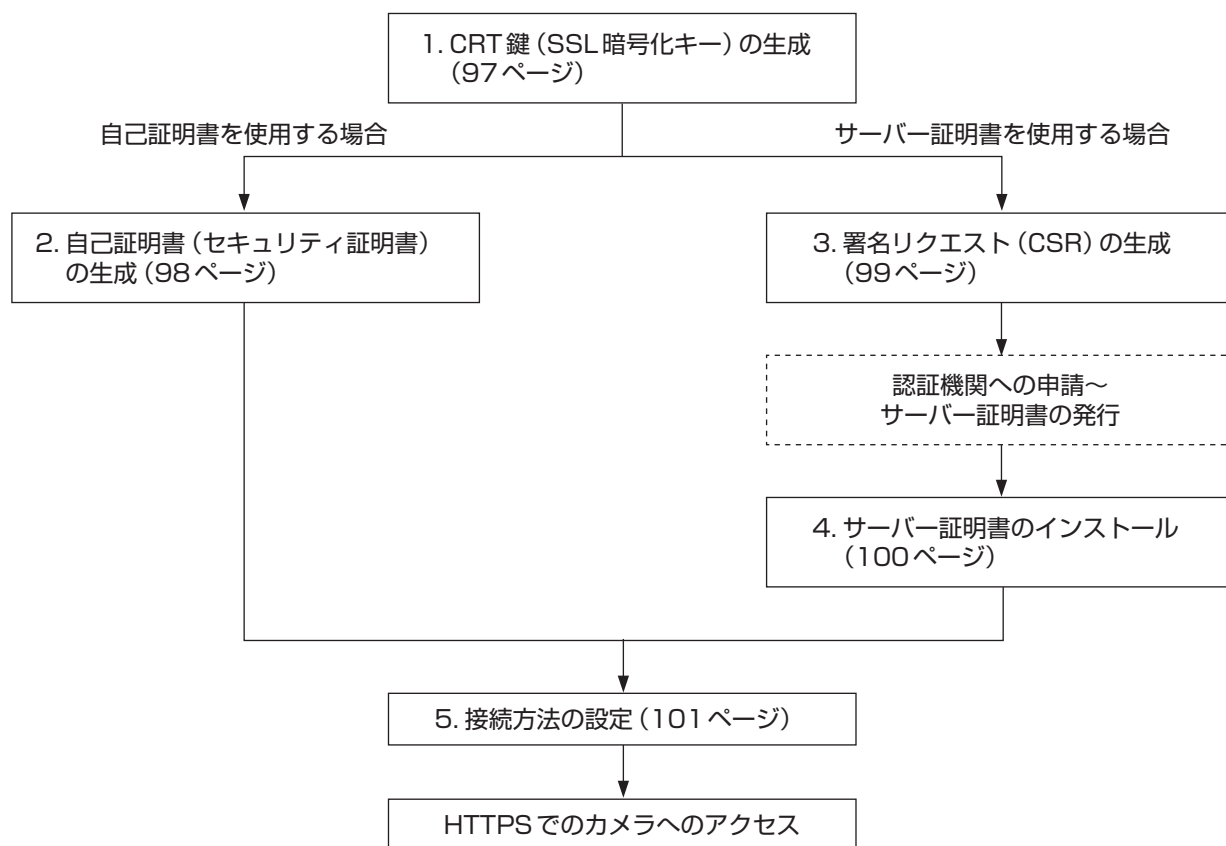 1. CRT鍵（SSL暗号化キー）の生成
（97ページ）
自己証明書を使用する場合
サーバー証明書を使用する場合
2. 自己証明書（セキュリティ証明書）
の生成（98ページ）
3. 署名リクエスト（CSR）の生成
（99ページ）
認証機関への申請～
サーバー証明書の発行
4. サーバー証明書のインストール
（100ページ）
5. 接続方法の設定（101ページ）
HTTPSでのカメラへのアクセス